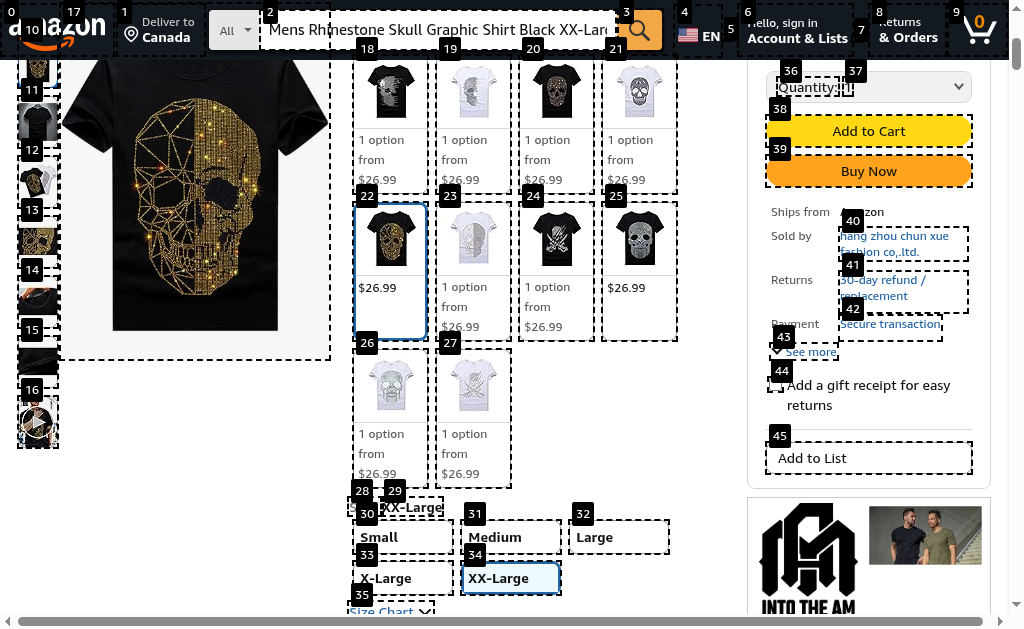 0
17
1
2
3
4
6
8
9
10
amazon
Deliver to
Canada
All
Mens Rhinestone Skull Graphic Shirt Black XX-Lar
EN
5
Hello, sign in
Account & Lists
7
Returns
& Orders
0
18
19
20
21
11
12
13
14
15
16
1 option
from
$26.99
1 option
from
$26.99
1 option
from
$26.99
1 option
from
$26.99
22
23
24
25
$26.99
1 option
from
$26.99
1 option
from
$26.99
$26.99
26
27
1 option
from
$26.99
1 option
from
$26.99
28
29
XX-Large
30
31
32
Small
Medium
Large
33
34
X-Large
XX-Large
35
Size Chart
36
37
Quantity: 1
38
Add to Cart
39
Buy Now
Ships from
Amazon
40
Sold by
hang zhou chun xue
fashion co,.ltd.
41
Returns
30-day refund /
replacement
42
Payment
Secure transaction
43
See more
44
Add a gift receipt for easy
returns
45
Add to List
INTO THE AM